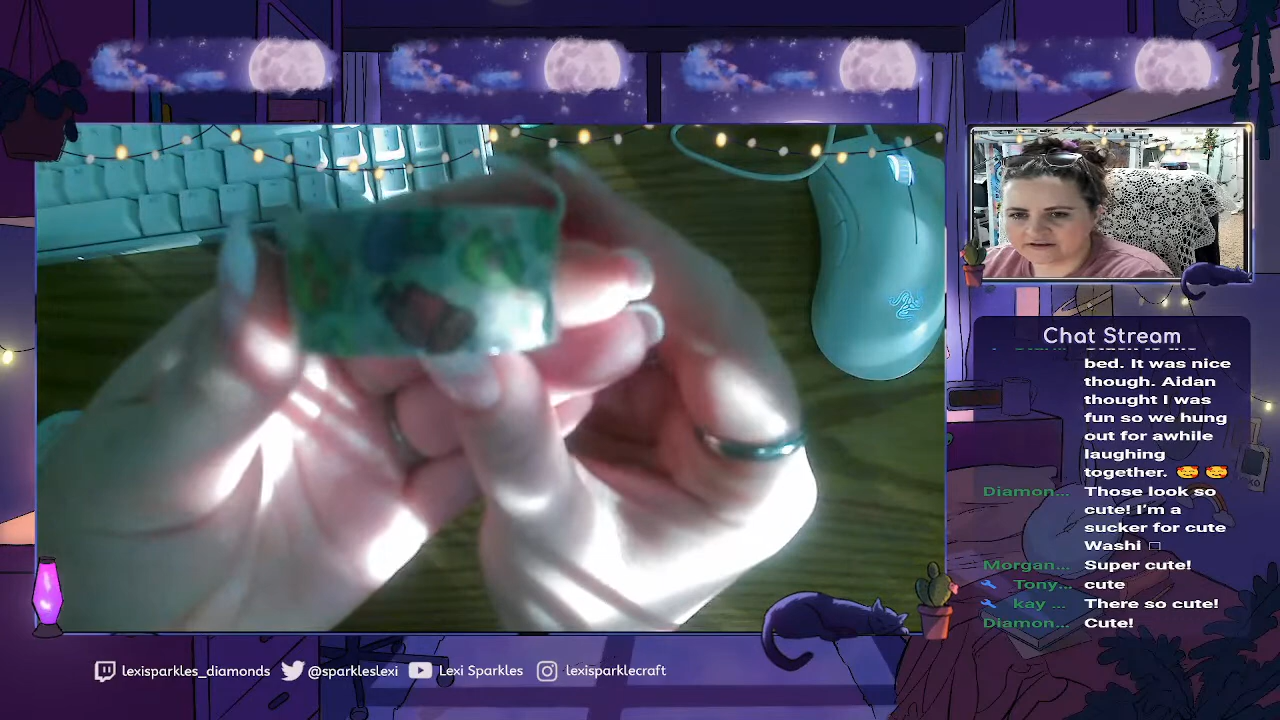 Chat Stream
bed. It was nice
though. Aidan
thought I was
fun so we hung
out for awhile
laughing
together. 🥰 🥰
Diamon... Those look so
cute! I'm a
sucker for cute
Washi □
Morgan... Super cute!
Tony... cute
kay ... There so cute!
Diamon... Cute!
lexisparkles_diamonds @sparkleslexi Lexi Sparkles lexisparklecraft